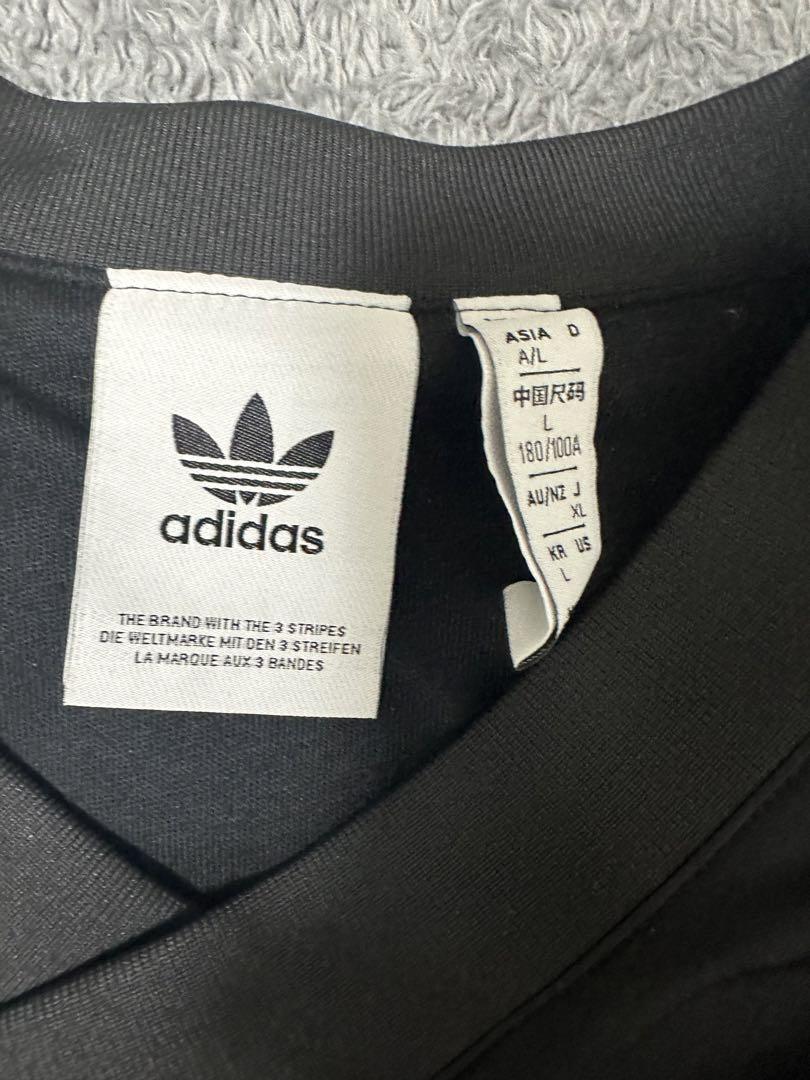 adidas
THE BRAND WITH THE 3 STRIPES
DIE WELTMARKE MIT DEN 3 STREIFEN
LA MARQUE AUX 3 BANDES
ASIA D
A/L
中国尺码
L
180/100A
AU/NZ J
XL
KR US
L